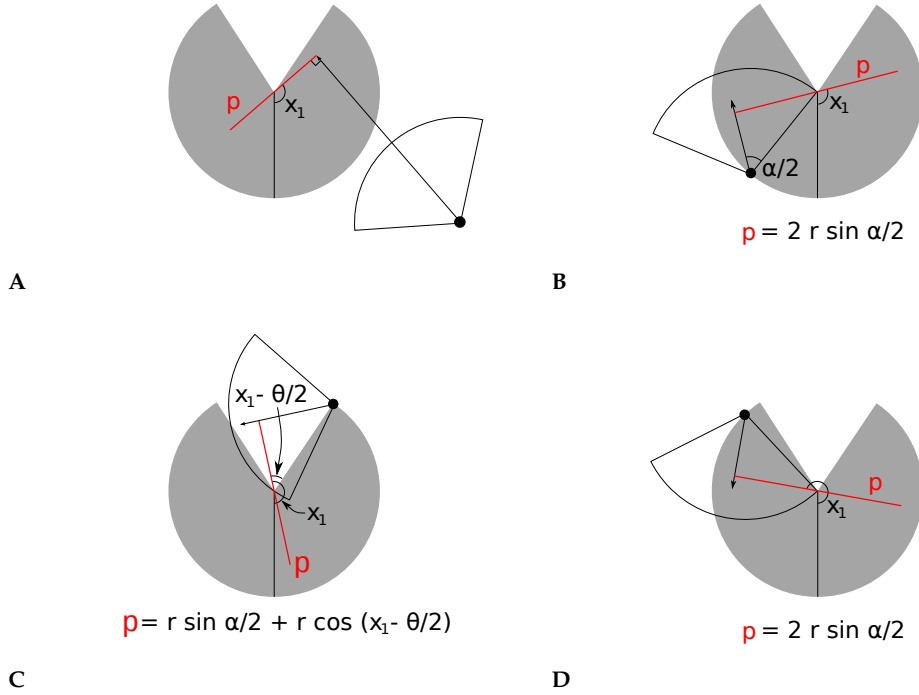 p
x₁
A
p
x₁
α/2
p = 2 r sin α/2
B
x₁- θ/2
x₁
p
p = r sin α/2 + r cos (x₁- θ/2)
C
p
x₁
p = 2 r sin α/2
D